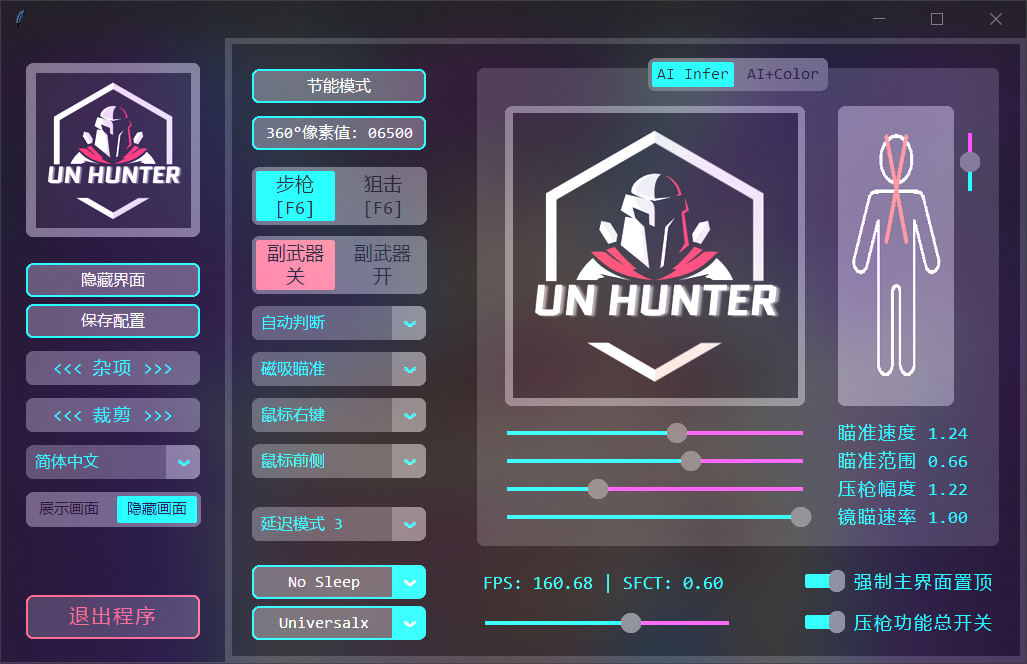 UN HUNTER
隐藏界面
保存配置
<<< 杂项 >>>
<<< 裁剪 >>>
简体中文
展示画面 隐藏画面
退出程序
节能模式
360°像素值: 06500
步枪 狙击
[F6] [F6]
副武器 副武器
关 开
自动判断
磁吸瞄准
鼠标右键
鼠标前侧
延迟模式 3
No Sleep
Universalx
AI Infer AI+Color
UN HUNTER
瞄准速度 1.24
瞄准范围 0.66
压枪幅度 1.22
镜瞄速率 1.00
FPS: 160.68 | SFCT: 0.60
强制主界面置顶
压枪功能总开关